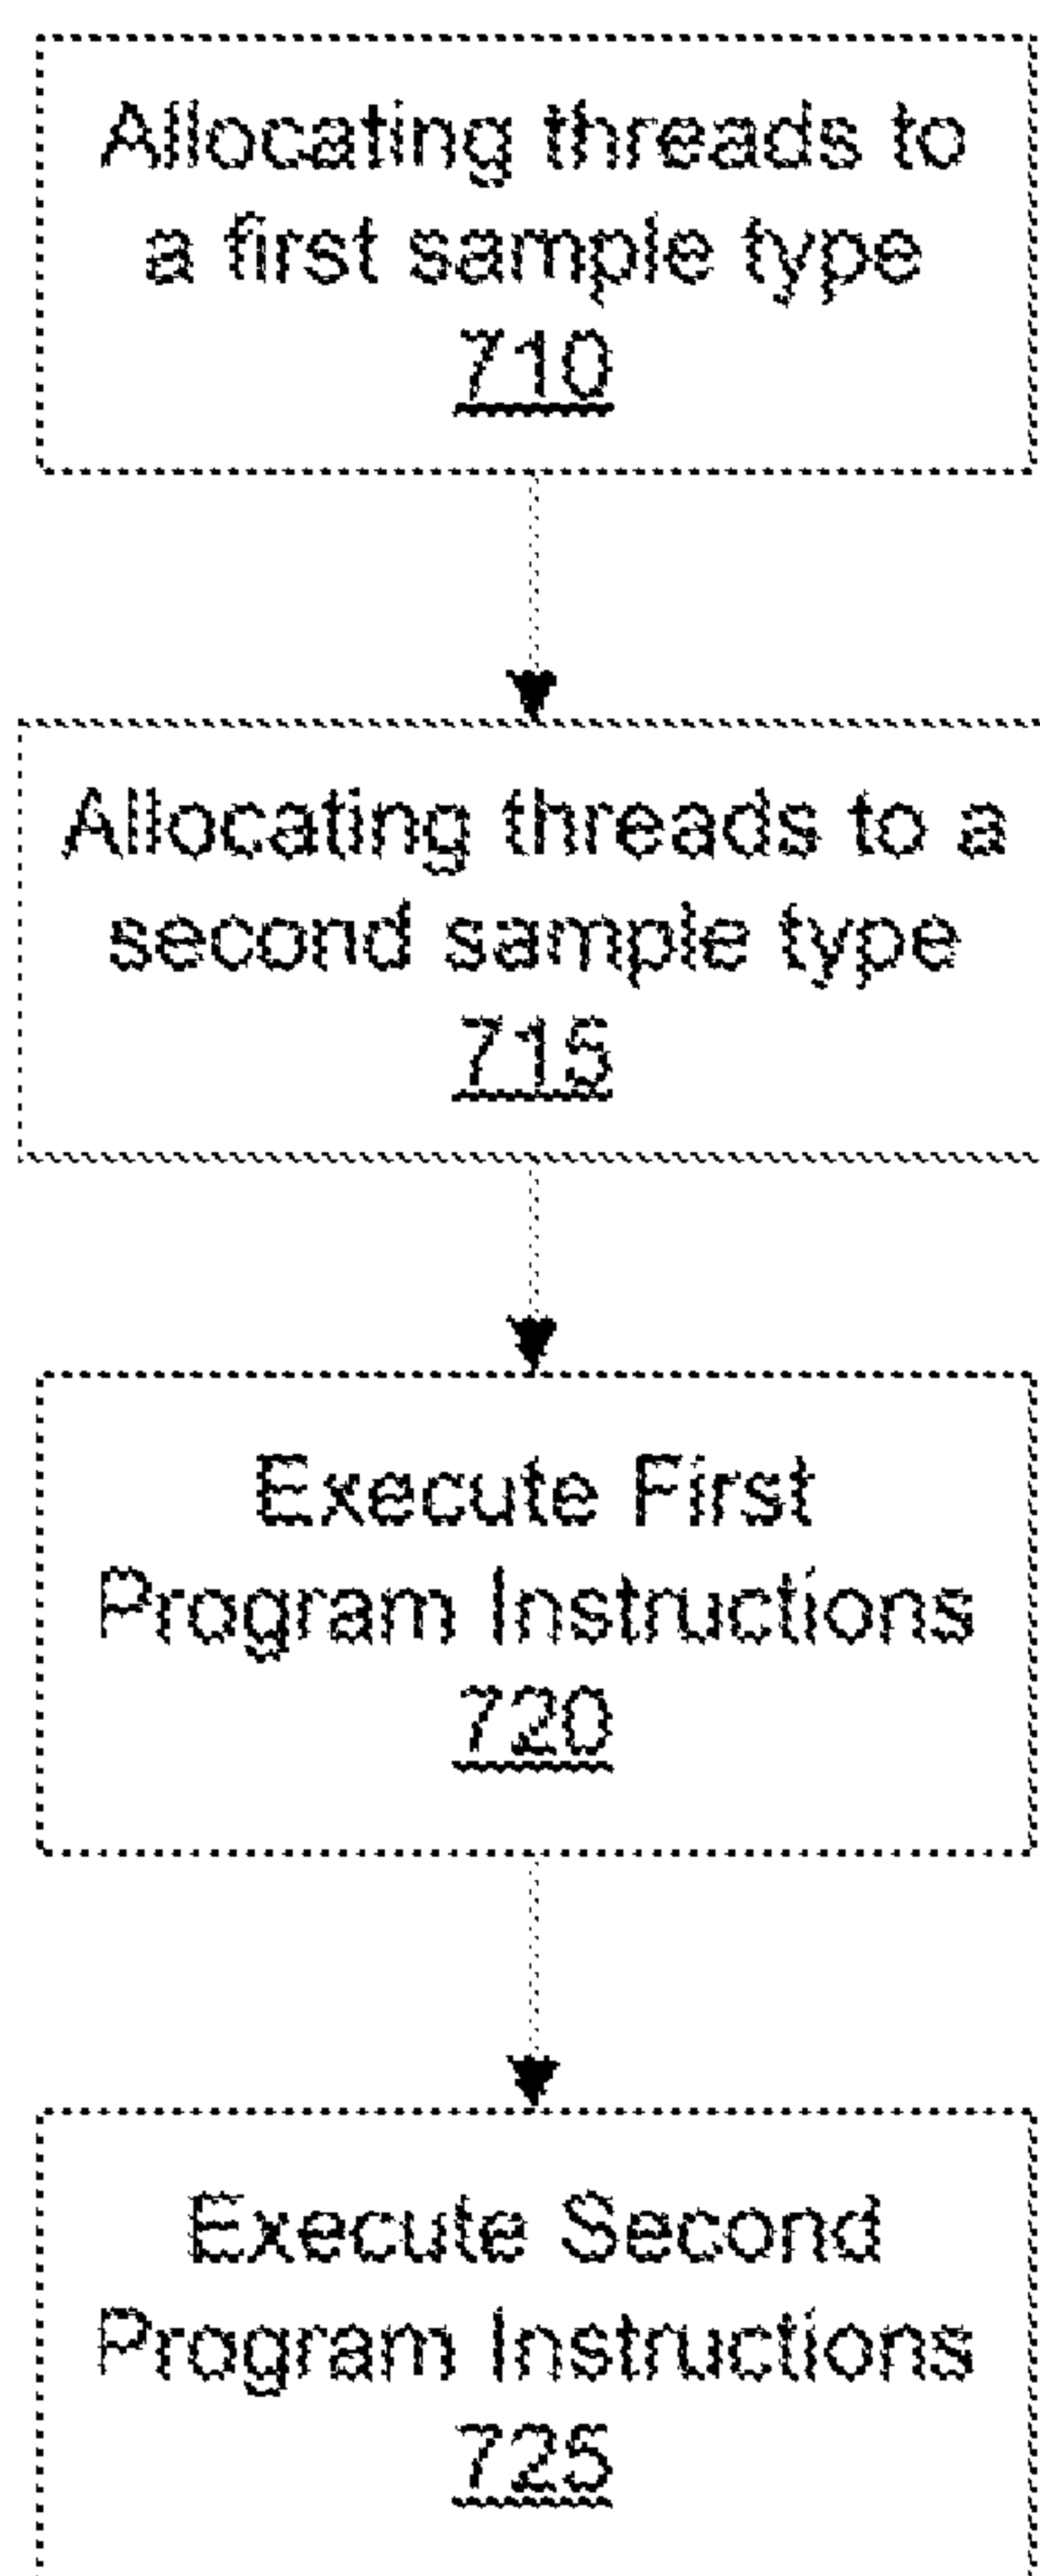 Allocating threads to
a first sample type
710
Allocating threads to a
second sample type
715
Execute First
Program Instructions
720
Execute Second
Program Instructions
725